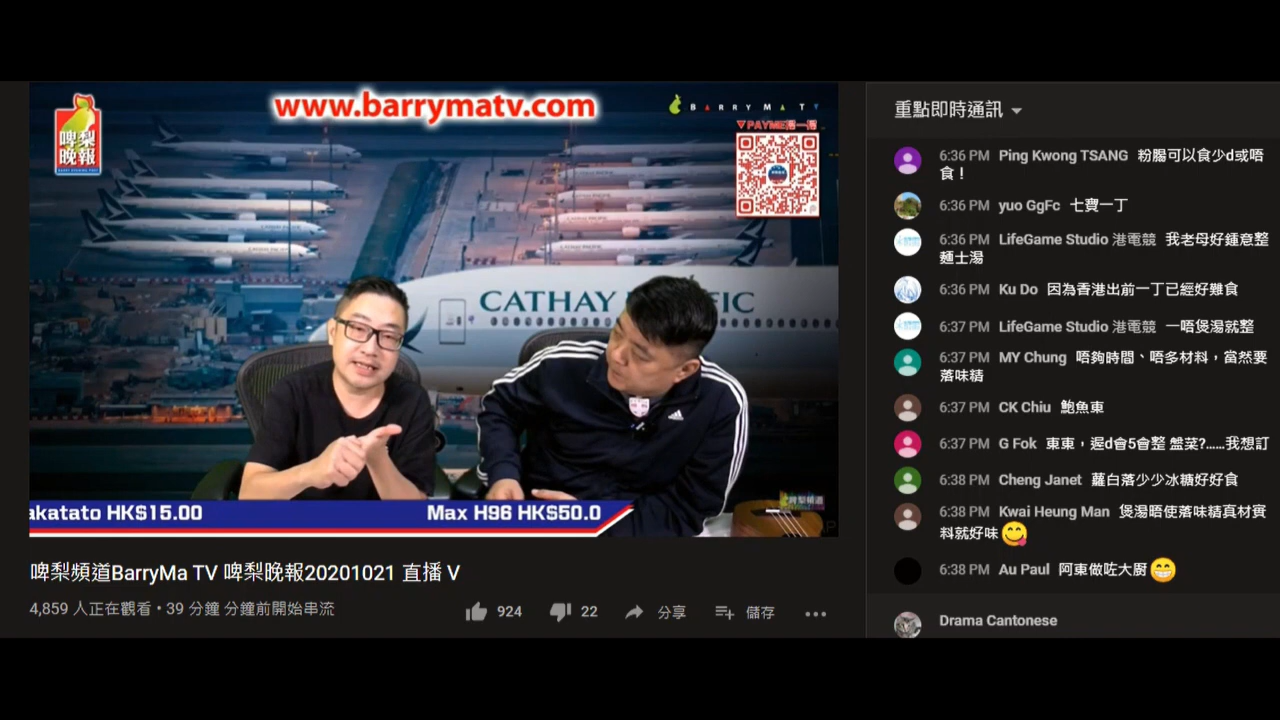 www.barrymatv.com
啤梨
晚報
BARRY MA TV
▼PAYME掃一掃
CATHAY PACIFIC
akatato HK$15.00
Max H96 HK$50.0
啤梨頻道
啤梨頻道BarryMa TV 啤梨晚報20201021 直播 V
4,859 人正在觀看 • 39 分鐘 分鐘前開始串流
924
22
分享
儲存
重點即時通訊
6:36 PM Ping Kwong TSANG 粉腸可以食少d或唔
食！
6:36 PM yuo GgFc 七寶一丁
6:36 PM LifeGame Studio 港電競 我老母好鍾意整
麵士湯
6:36 PM Ku Do 因為香港出前一丁已經好難食
6:37 PM LifeGame Studio 港電競 一唔煲湯就整
6:37 PM MY Chung 唔夠時間、唔多材料，當然要
落味精
6:37 PM CK Chiu 鮑魚東
6:37 PM G Fok 東東，遲d會5會整 盤菜?......我想訂
6:38 PM Cheng Janet 蘿白落少少冰糖好好食
6:38 PM Kwai Heung Man 煲湯唔使落味精真材實
料就好味😋
6:38 PM Au Paul 阿東做咗大廚😁
Drama Cantonese